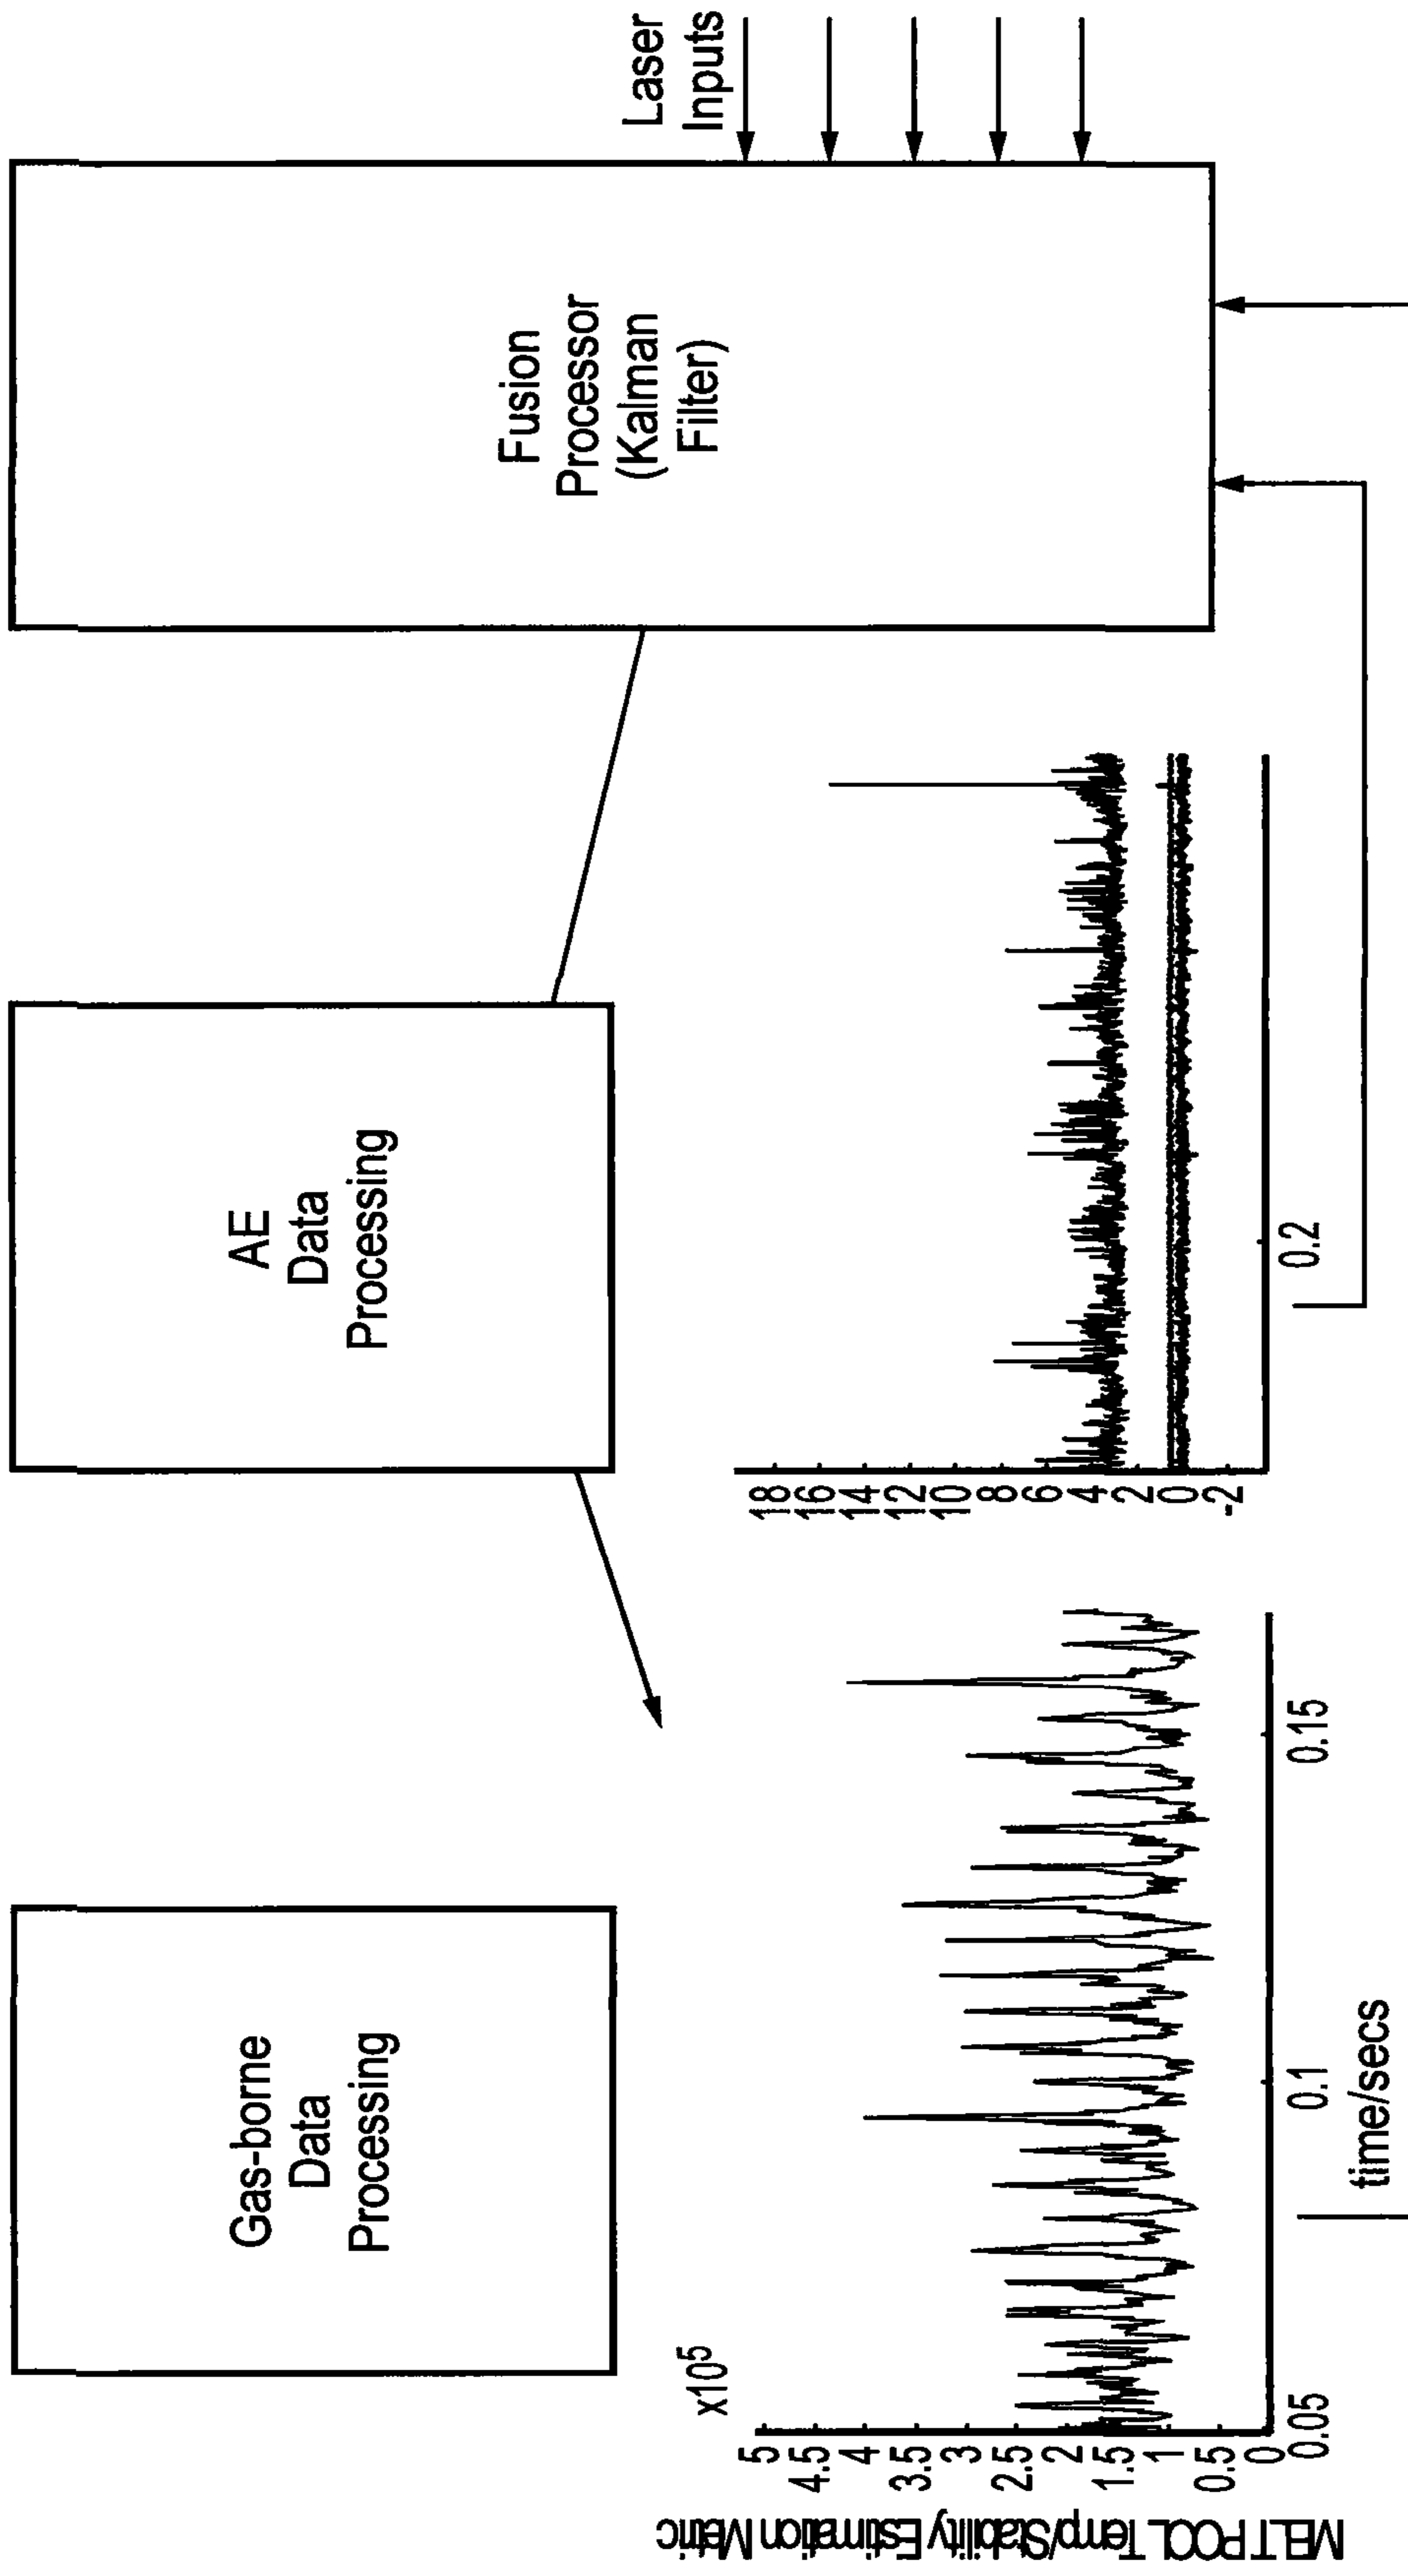 Gas-borne
Data
Processing
AE
Data
Processing
Fusion
Processor
(Kalman
Filter)
Laser
Inputs
x10⁵
MELT POOL Temp/Stability Estimation Metric
5
4.5
4
3.5
3
2.5
2
1.5
1
0.5
0
0.05
0.1
0.15
time/secs
18
16
14
12
10
8
6
4
2
0
-2
0.2